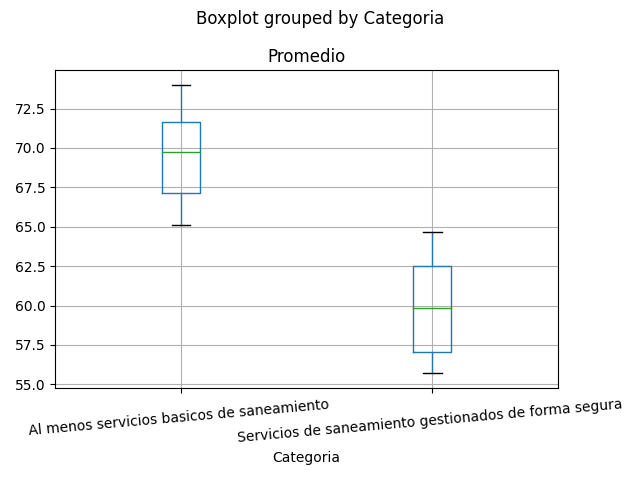 Boxplot grouped by Categoria
Promedio
72.5
70.0
67.5
65.0
62.5
60.0
57.5
55.0
Al menos servicios basicos de saneamiento
Servicios de saneamiento gestionados de forma segura
Categoria